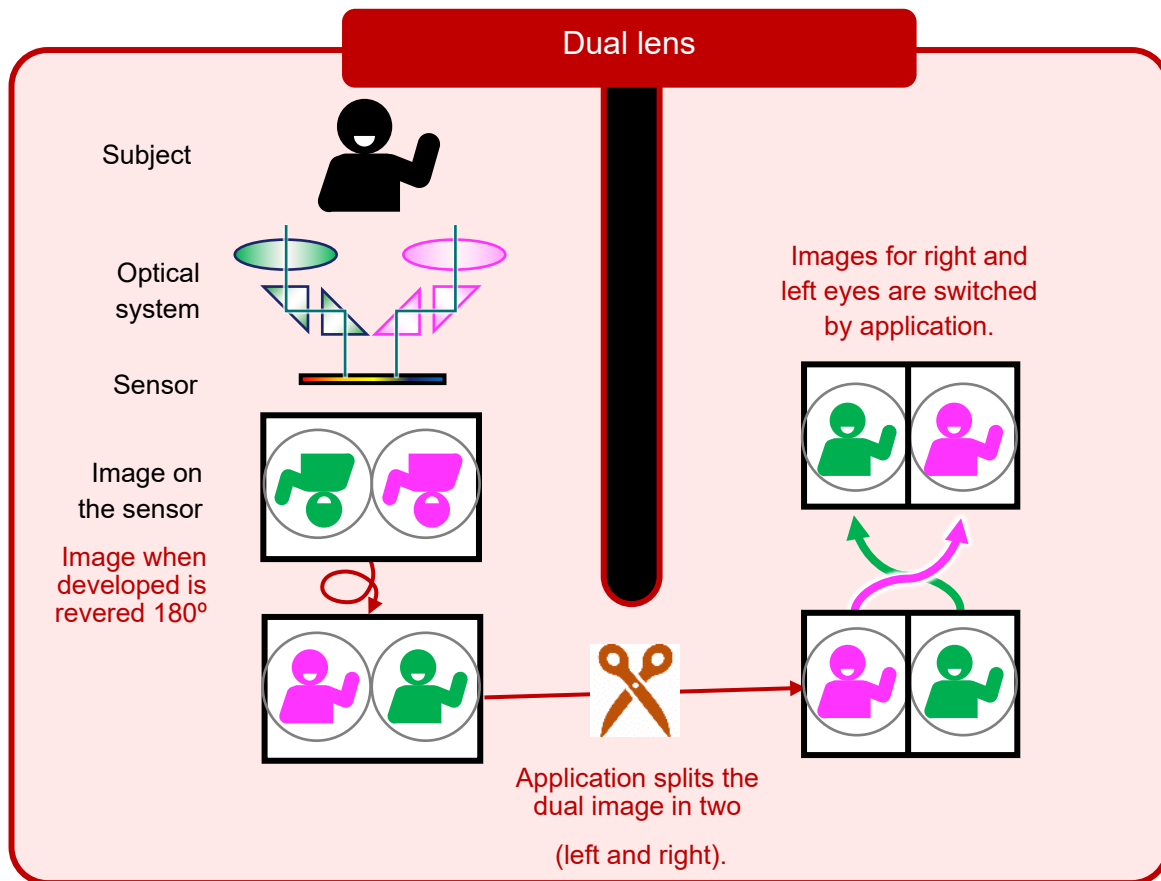 Dual lens
Subject
Optical
system
Sensor
Image on
the sensor
Image when
developed is
revered 180º
Application splits the
dual image in two
(left and right).
Images for right and
left eyes are switched
by application.